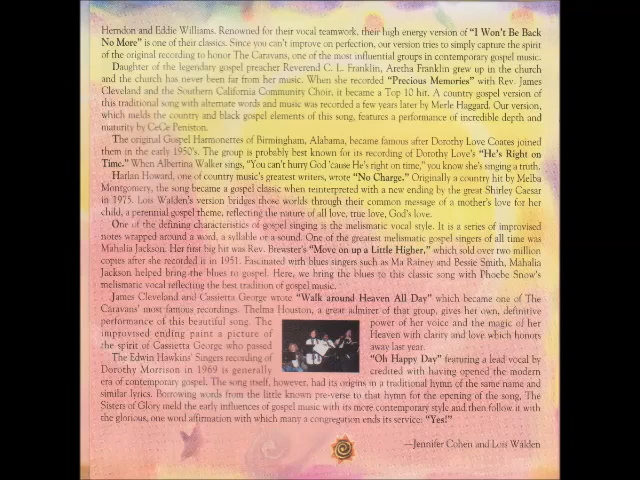 Herndon and Eddie Williams. Renowned for their vocal teamwork, their high energy version of "I Won't Be Back
No More" is one of their classics. Since you can't improve on perfection, our version tries to simply capture the spirit
of the original recording to honor The Caravans, one of the most influential groups in contemporary gospel music.
Daughter of the legendary gospel preacher Reverend C. L. Franklin, Aretha Franklin grew up in the church
and the church has never been far from her music. When she recorded "Precious Memories" with Rev. James
Cleveland and the Southern California Community Choir, it became a Top 10 hit. A country gospel version of
this traditional song with alternate words and music was recorded a few years later by Merle Haggard. Our version,
which melds the country and black gospel elements of this song, features a performance of incredible depth and
maturity by CeCe Peniston.
The original Gospel Harmonettes of Birmingham, Alabama, became famous after Dorothy Love Coates joined
them in the early 1950's. The group is probably best known for its recording of Dorothy Love's "He's Right on
Time." When Albertina Walker sings, "You can't hurry God 'cause He's right on time," you know she's singing a truth.
Harlan Howard, one of country music's greatest writers, wrote "No Charge." Originally a country hit by Melba
Montgomery, the song became a gospel classic when reinterpreted with a new ending by the great Shirley Caesar
in 1975. Lois Walden's version bridges those worlds through their common message of a mother's love for her
child, a perennial gospel theme, reflecting the nature of all love, true love, God's love.
One of the defining characteristics of gospel singing is the melismatic vocal style. It is a series of improvised
notes wrapped around a word, a syllable or a sound. One of the greatest melismatic gospel singers of all time was
Mahalia Jackson. Her first big hit was Rev. Brewster's "Move on up a Little Higher," which sold over two million
copies after she recorded it in 1951. Fascinated with blues singers such as Ma Rainey and Bessie Smith, Mahalia
Jackson helped bring the blues to gospel. Here, we bring the blues to this classic song with Phoebe Snow's
melismatic vocal reflecting the best tradition of gospel music.
James Cleveland and Cassietta George wrote "Walk around Heaven All Day" which became one of The
Caravans' most famous recordings. Thelma Houston, a great admirer of that group, gives her own, definitive
performance of this beautiful song. The power of her voice and the magic of her
improvised ending paint a picture of Heaven with clarity and love which honors
the spirit of Cassietta George who passed away last year.
The Edwin Hawkins' Singers recording of "Oh Happy Day" featuring a lead vocal by
Dorothy Morrison in 1969 is generally credited with having opened the modern
era of contemporary gospel. The song itself, however, had its origins in a traditional hymn of the same name and
similar lyrics. Borrowing words from the little known pre-verse to that hymn for the opening of the song, The
Sisters of Glory meld the early influences of gospel music with its more contemporary style and then follow it with
the glorious, one word affirmation with which many a congregation ends its service: "Yes!"
—Jennifer Cohen and Lois Walden